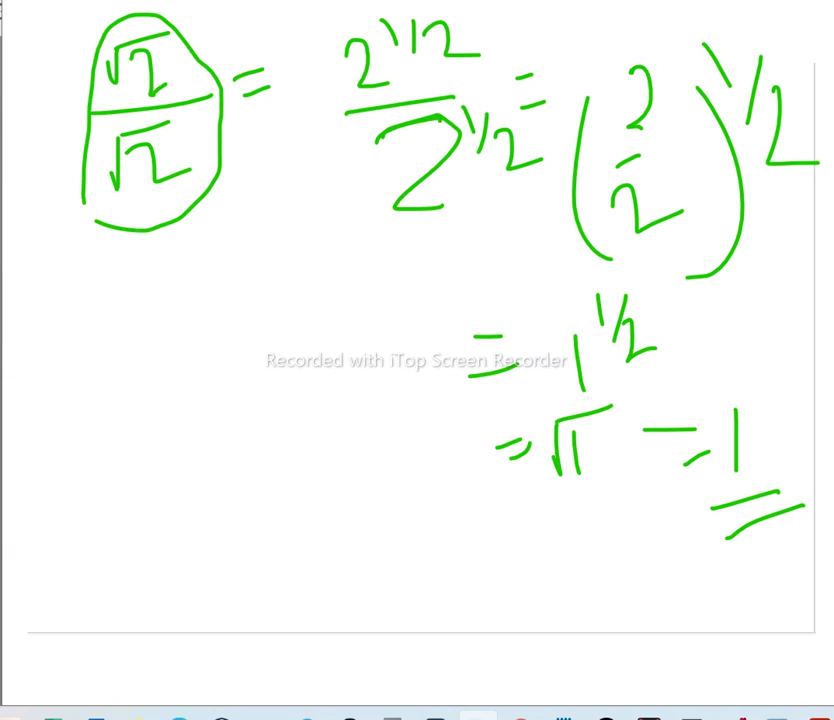 √2/√2 = 2^1/2 / 2^1/2 = (2/2)^1/2
= 1^1/2
Recorded with iTop Screen Recorder
= √1 = 1